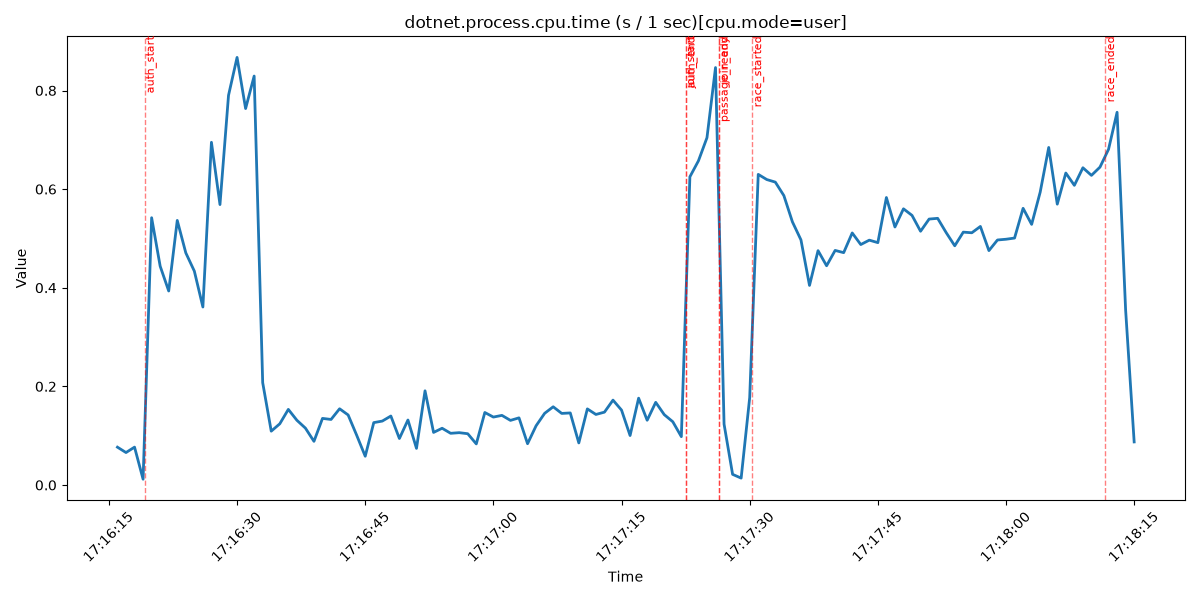 dotnet.process.cpu.time (s / 1 sec)[cpu.mode=user]
auth_start
race_started
race_ended
Value
0.8
0.6
0.4
0.2
0.0
17:16:15
17:16:30
17:16:45
17:17:00
17:17:15
17:17:30
17:17:45
17:18:00
17:18:15
Time